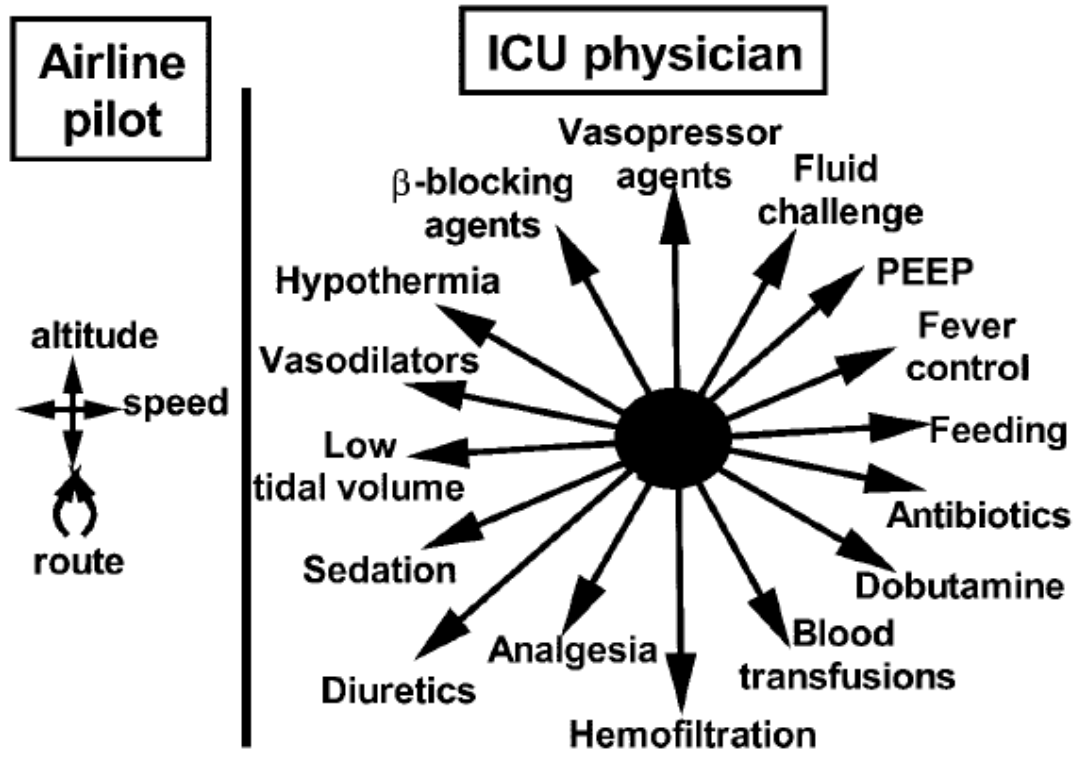 Airline
pilot
altitude
speed
route
ICU physician
Vasopressor
agents
Fluid
challenge
PEEP
Fever
control
Feeding
Antibiotics
Dobutamine
Blood
transfusions
Hemofiltration
Analgesia
Diuretics
Sedation
Low
tidal volume
Vasodilators
Hypothermia
β-blocking
agents